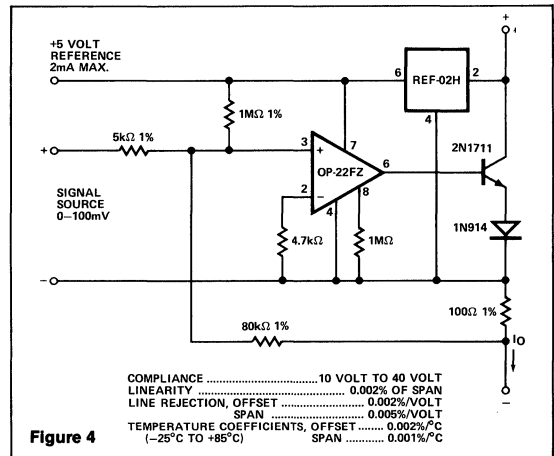 +5 VOLT
REFERENCE
2mA MAX.
+
6
REF-02H
2
4
1MΩ 1%
5kΩ 1%
+
3
+
7
OP-22FZ
6
2N1711
2
−
4
8
SIGNAL
SOURCE
0–100mV
4.7kΩ
1MΩ
1N914
−
100Ω 1%
80kΩ 1%
IO
−
COMPLIANCE ........................10 VOLT TO 40 VOLT
LINEARITY ................................ 0.002% OF SPAN
LINE REJECTION, OFFSET ................... 0.002%/VOLT
SPAN ........................ 0.005%/VOLT
TEMPERATURE COEFFICIENTS, OFFSET ....... 0.002%/°C
(−25°C TO +85°C) SPAN ........... 0.001%/°C
Figure 4